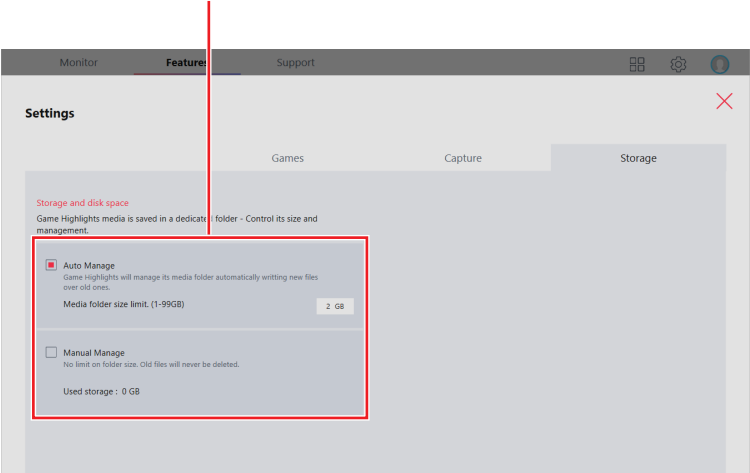 Monitor Features Support
Settings
Games Capture Storage
Storage and disk space
Game Highlights media is saved in a dedicated folder - Control its size and
management.
Auto Manage
Game Highlights will manage its media folder automatically writting new files
over old ones.
Media folder size limit. (1-99GB) 2 GB
Manual Manage
No limit on folder size. Old files will never be deleted.
Used storage : 0 GB